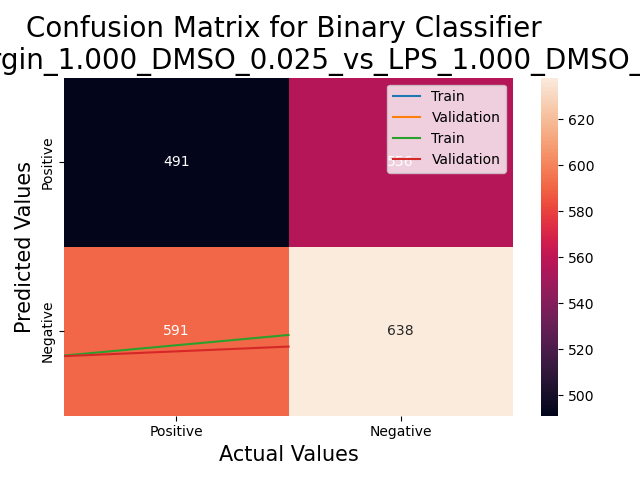 Confusion Matrix for Binary Classifier
rgin_1.000_DMSO_0.025_vs_LPS_1.000_DMSO_
Train
Validation
Train
Validation
Positive
Negative
Predicted Values
491
591
638
Positive
Negative
Actual Values
620
600
580
560
540
520
500